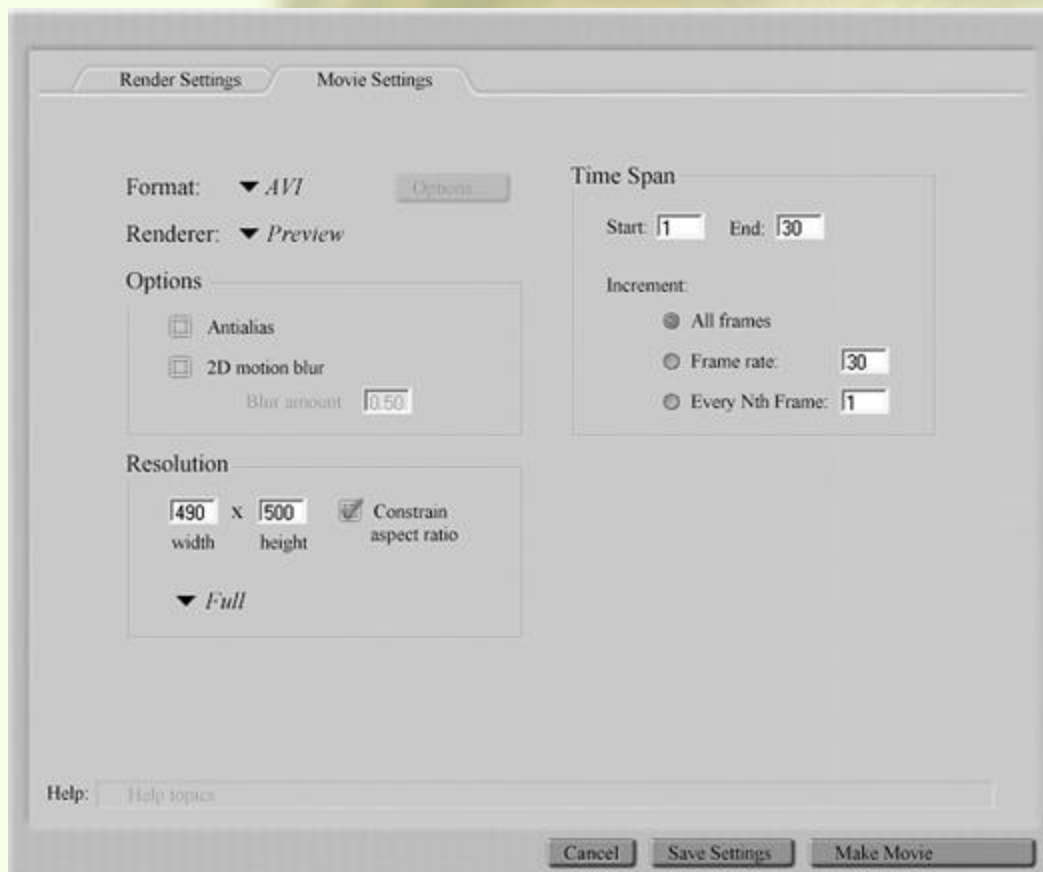 Render Settings
Movie Settings
Format: AVI
Options...
Renderer: Preview
Options
Antialias
2D motion blur
Blur amount 0.50
Resolution
490 x 500
width height
Constrain
aspect ratio
Full
Time Span
Start: 1 End: 30
Increment:
All frames
Frame rate: 30
Every Nth Frame: 1
Help: Help topics
Cancel
Save Settings
Make Movie